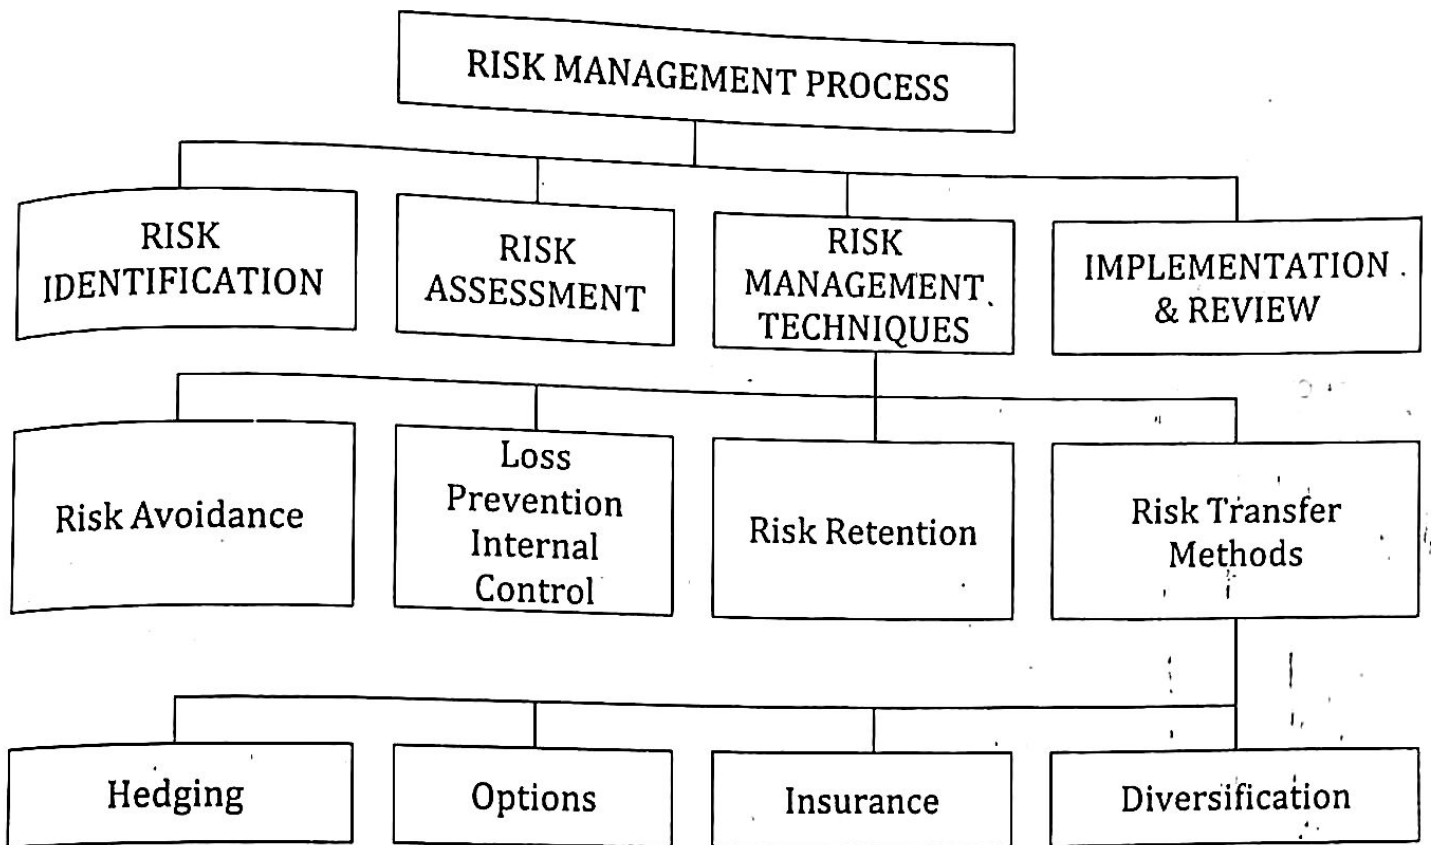 RISK MANAGEMENT PROCESS
RISK
IDENTIFICATION
RISK
ASSESSMENT
RISK
MANAGEMENT
TECHNIQUES
IMPLEMENTATION
& REVIEW
Risk Avoidance
Loss
Prevention
Internal
Control
Risk Retention
Risk Transfer
Methods
Hedging
Options
Insurance
Diversification